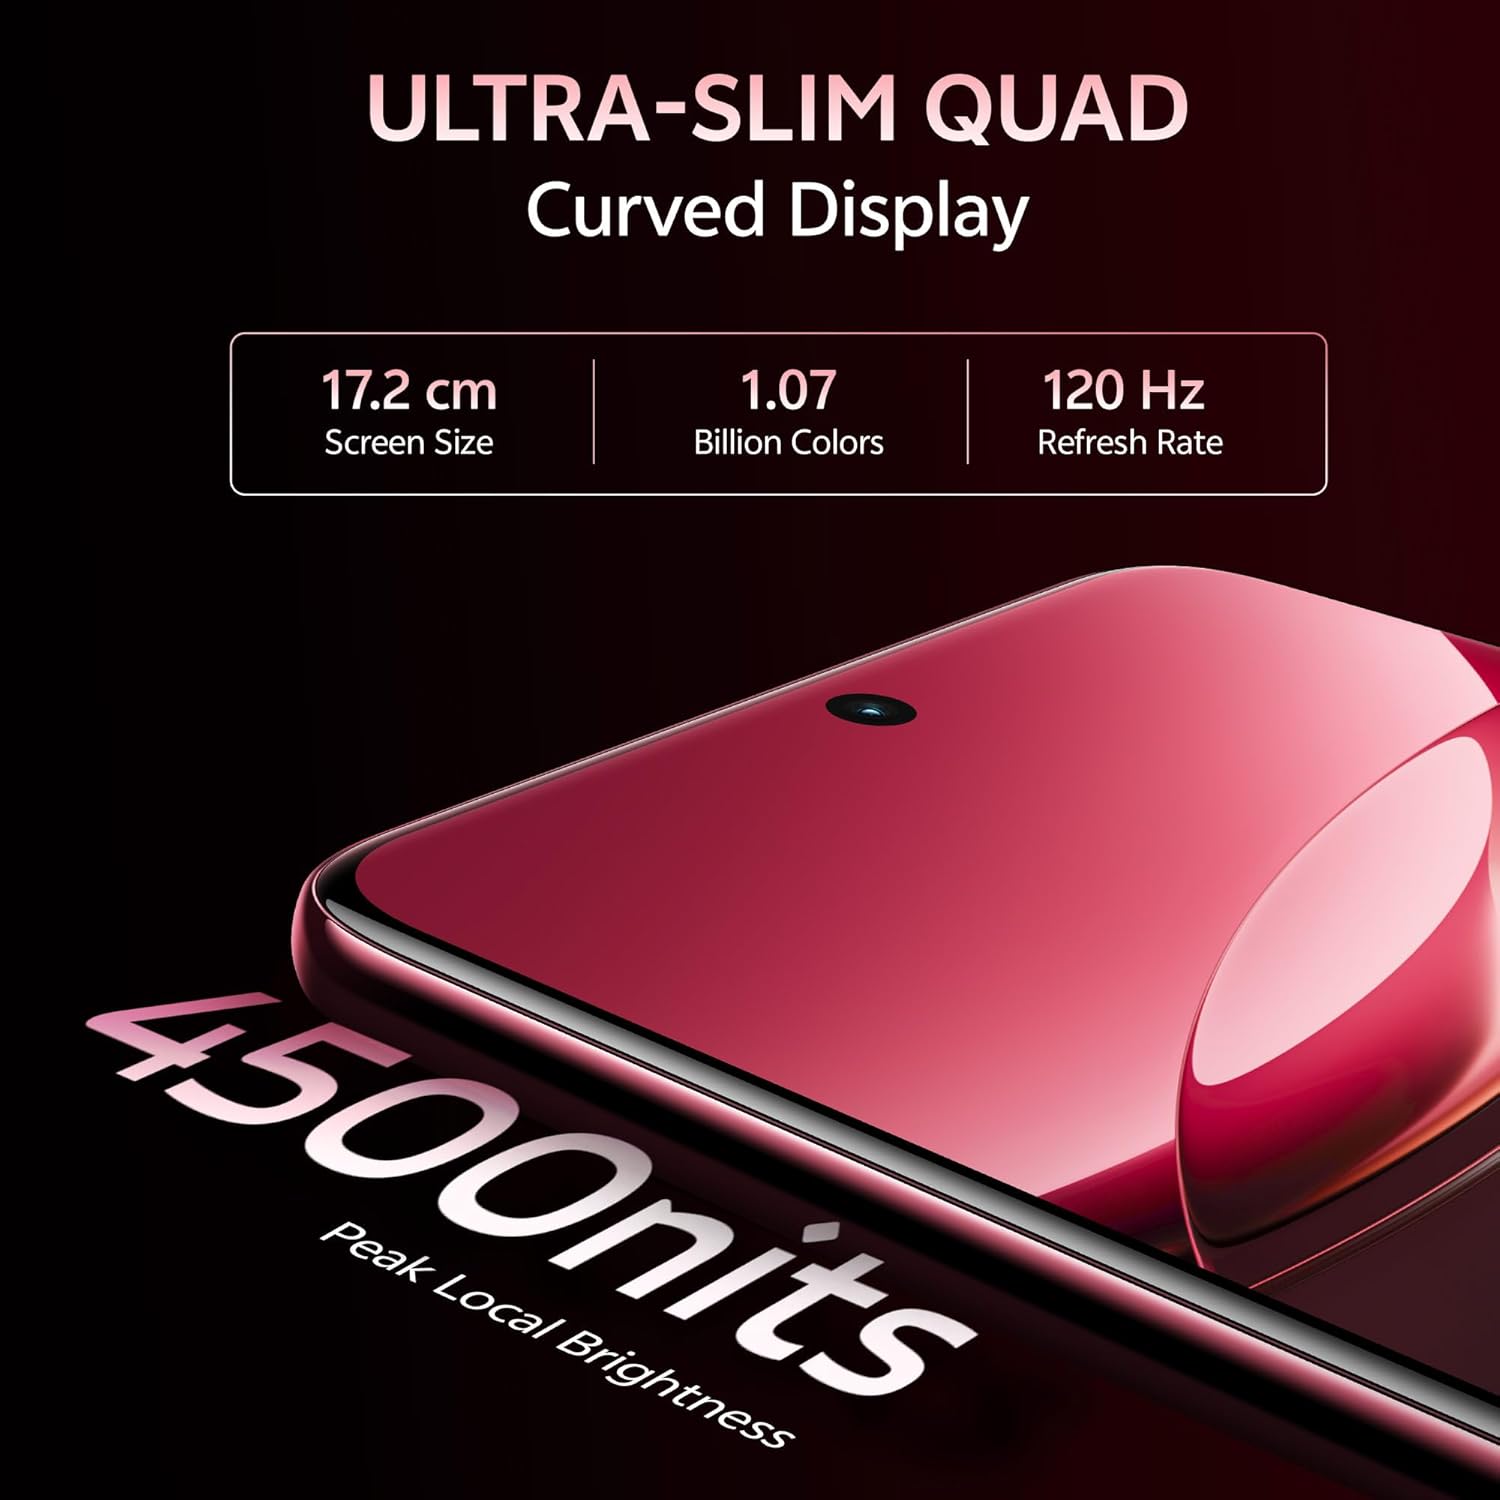 ULTRA-SLIM QUAD
Curved Display
17.2 cm
Screen Size
1.07
Billion Colors
120 Hz
Refresh Rate
4500nits
Peak Local Brightness